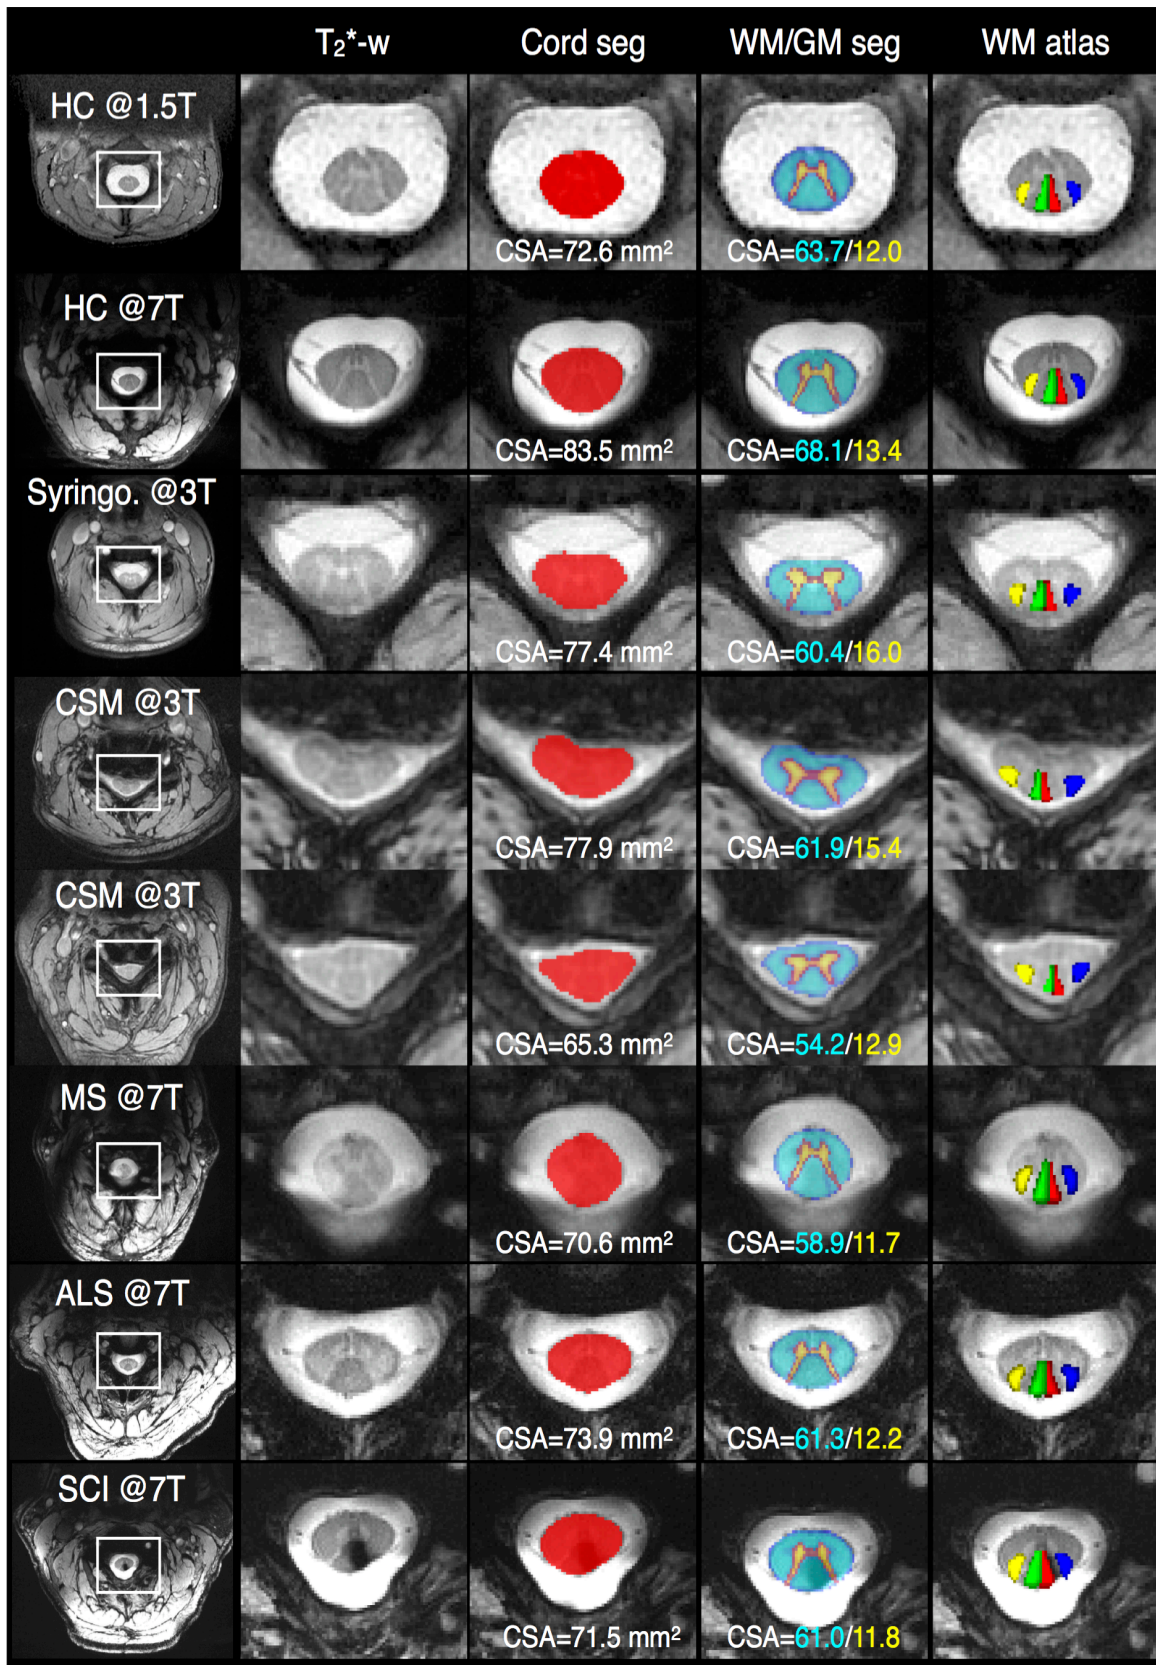 T₂*-w Cord seg WM/GM seg WM atlas
HC @1.5T
CSA=72.6 mm² CSA=63.7/12.0
HC @7T
CSA=83.5 mm² CSA=68.1/13.4
Syringo. @3T
CSA=77.4 mm² CSA=60.4/16.0
CSM @3T
CSA=77.9 mm² CSA=61.9/15.4
CSM @3T
CSA=65.3 mm² CSA=54.2/12.9
MS @7T
CSA=70.6 mm² CSA=58.9/11.7
ALS @7T
CSA=73.9 mm² CSA=61.3/12.2
SCI @7T
CSA=71.5 mm² CSA=61.0/11.8